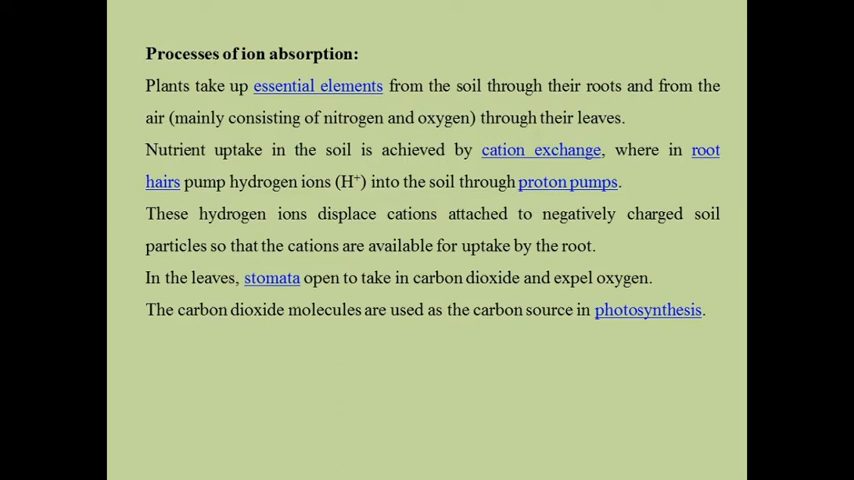 Processes of ion absorption:
Plants take up essential elements from the soil through their roots and from the
air (mainly consisting of nitrogen and oxygen) through their leaves.
Nutrient uptake in the soil is achieved by cation exchange, where in root
hairs pump hydrogen ions (H⁺) into the soil through proton pumps.
These hydrogen ions displace cations attached to negatively charged soil
particles so that the cations are available for uptake by the root.
In the leaves, stomata open to take in carbon dioxide and expel oxygen.
The carbon dioxide molecules are used as the carbon source in photosynthesis.